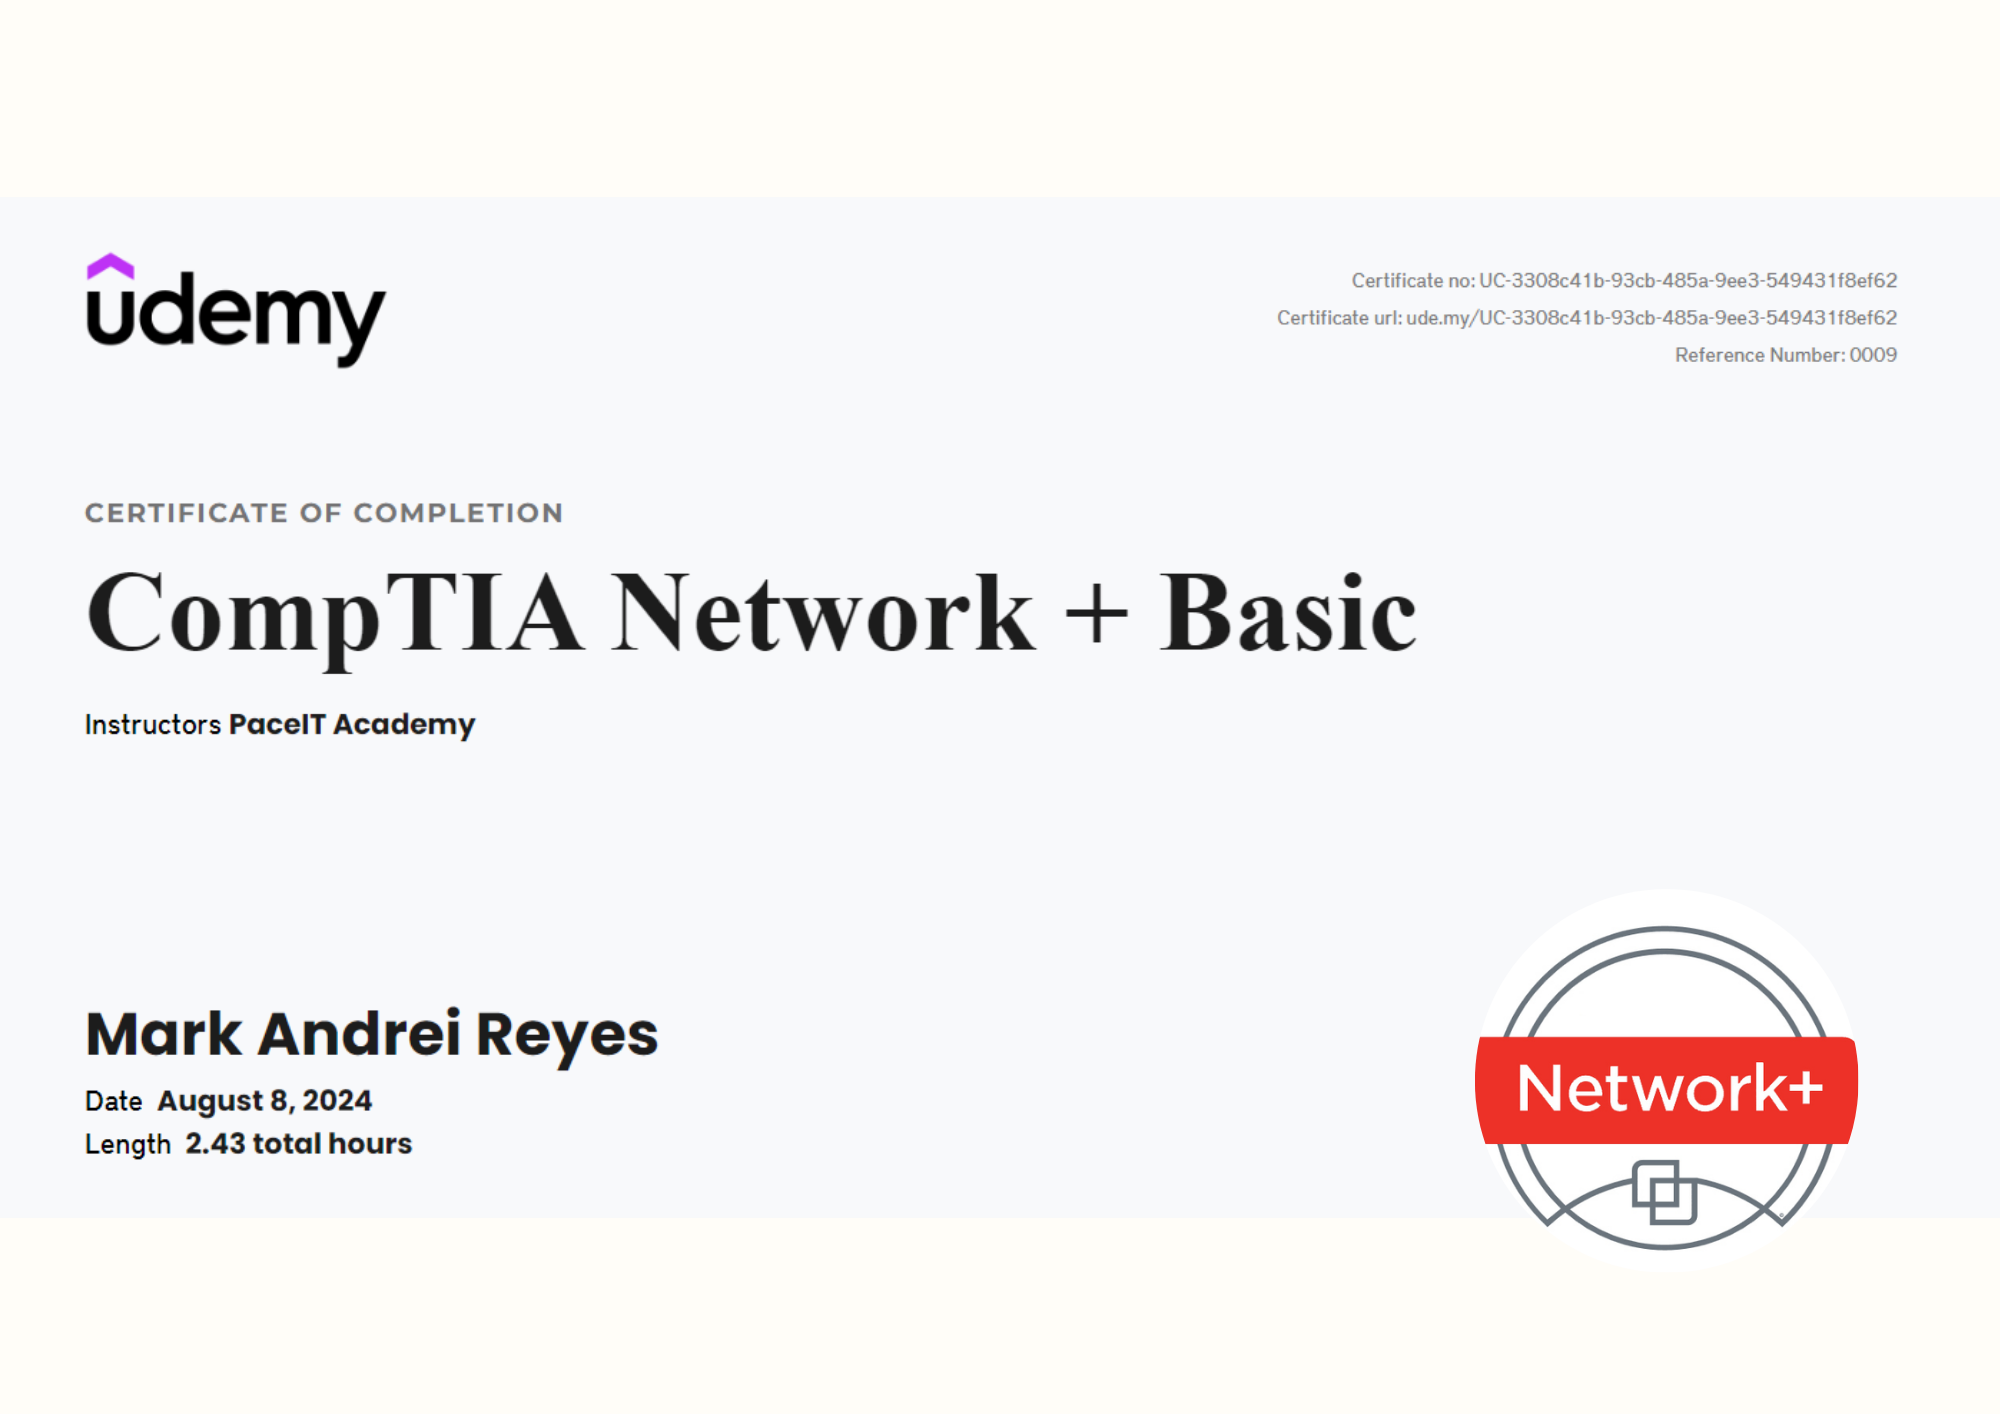 udemy
Certificate no: UC-3308c41b-93cb-485a-9ee3-549431f8ef62
Certificate url: ude.my/UC-3308c41b-93cb-485a-9ee3-549431f8ef62
Reference Number: 0009
CERTIFICATE OF COMPLETION
CompTIA Network + Basic
Instructors PaceIT Academy
Mark Andrei Reyes
Date August 8, 2024
Length 2.43 total hours
Network+